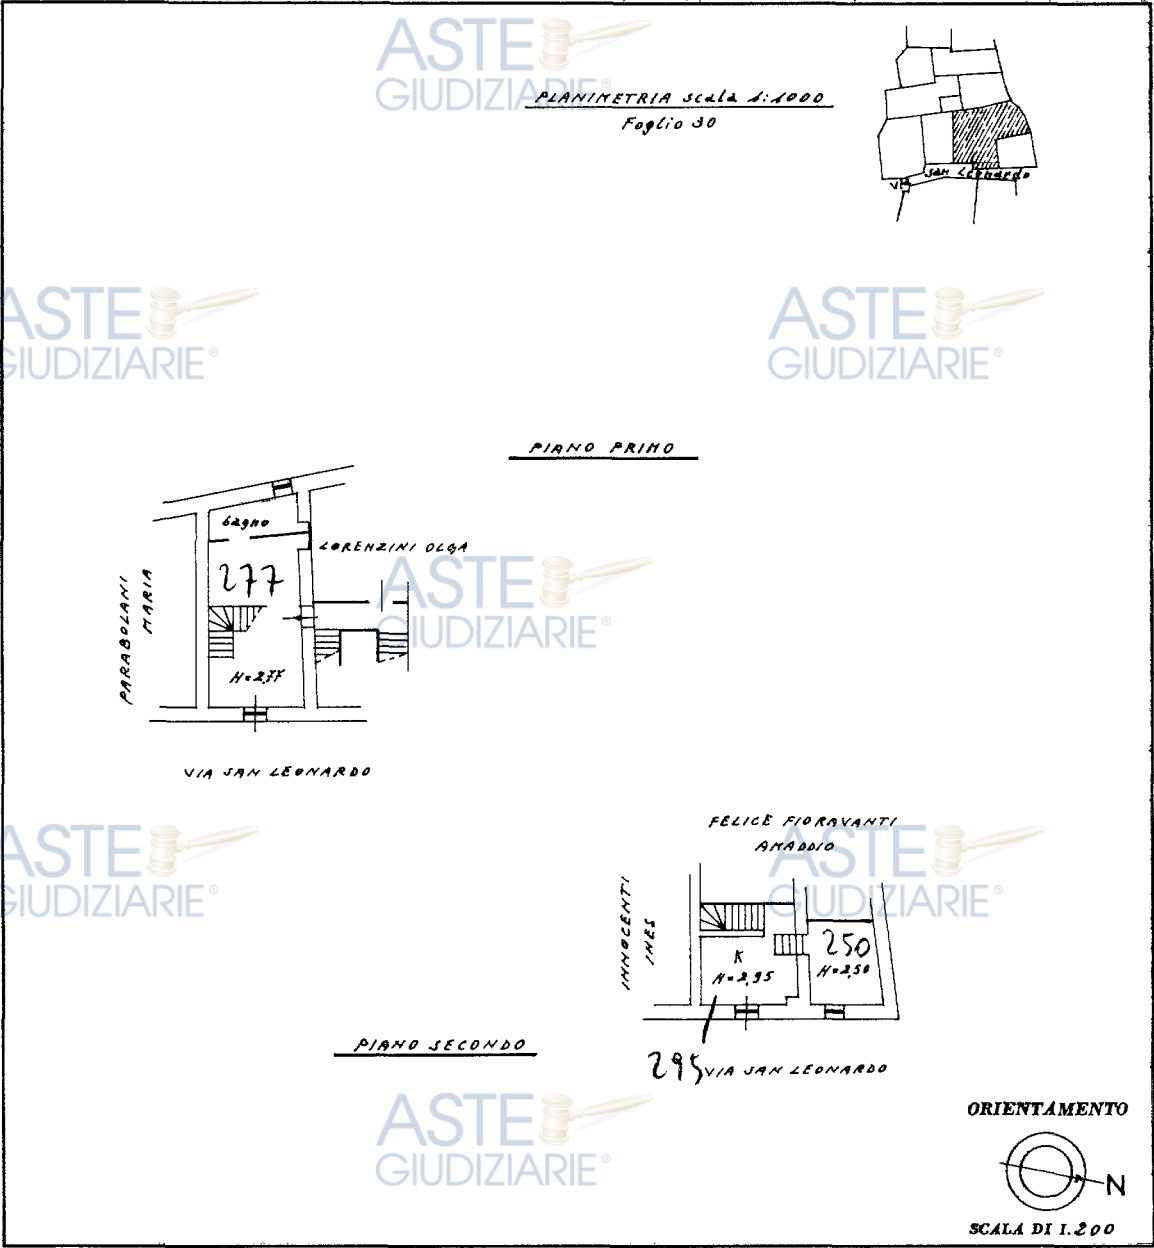 ASTE
GIUDIZIARIE®
PLANIMETRIA scala 1:1000
Foglio 30
V
San Leonardo
ASTE
GIUDIZIARIE®
ASTE
GIUDIZIARIE®
PIANO PRIMO
bagno
LORENZINI OLGA
277
PARABOLANI
MARIA
H=2,77
ASTE
GIUDIZIARIE®
VIA SAN LEONARDO
ASTE
GIUDIZIARIE®
ASTE
GIUDIZIARIE®
FELICE FIORAVANTI
AMADDIO
INNOCENTI
INES
K
H=2,95
250
H=2,50
PIANO SECONDO
295
VIA SAN LEONARDO
ASTE
GIUDIZIARIE®
ORIENTAMENTO
N
SCALA DI 1:200